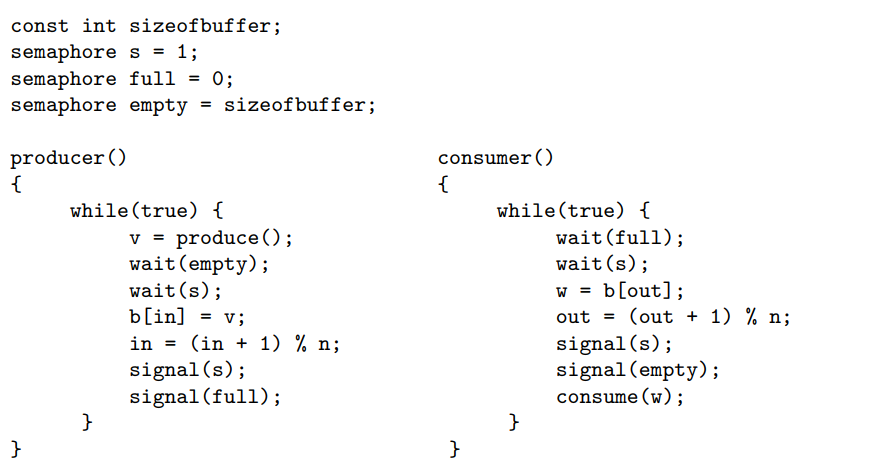 const int sizeofbuffer;
semaphore s = 1;
semaphore full = 0;
semaphore empty = sizeofbuffer;
producer()
{
while(true) {
v = produce();
wait(empty);
wait(s);
b[in] = v;
in = (in + 1) % n;
signal(s);
signal(full);
}
}
consumer()
{
while(true) {
wait(full);
wait(s);
w = b[out];
out = (out + 1) % n;
signal(s);
signal(empty);
consume(w);
}
}